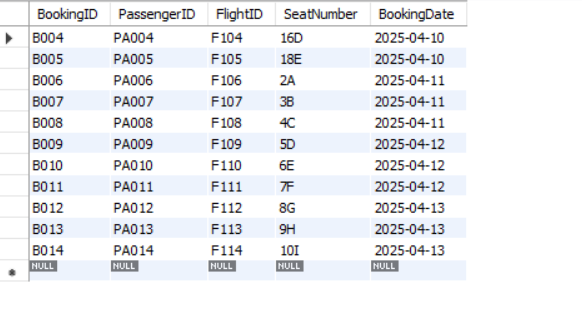 BookingID PassengerID FlightID SeatNumber BookingDate
B004 PA004 F104 16D 2025-04-10
B005 PA005 F105 18E 2025-04-10
B006 PA006 F106 2A 2025-04-11
B007 PA007 F107 3B 2025-04-11
B008 PA008 F108 4C 2025-04-11
B009 PA009 F109 5D 2025-04-12
B010 PA010 F110 6E 2025-04-12
B011 PA011 F111 7F 2025-04-12
B012 PA012 F112 8G 2025-04-13
B013 PA013 F113 9H 2025-04-13
B014 PA014 F114 10I 2025-04-13
NULL NULL NULL NULL NULL